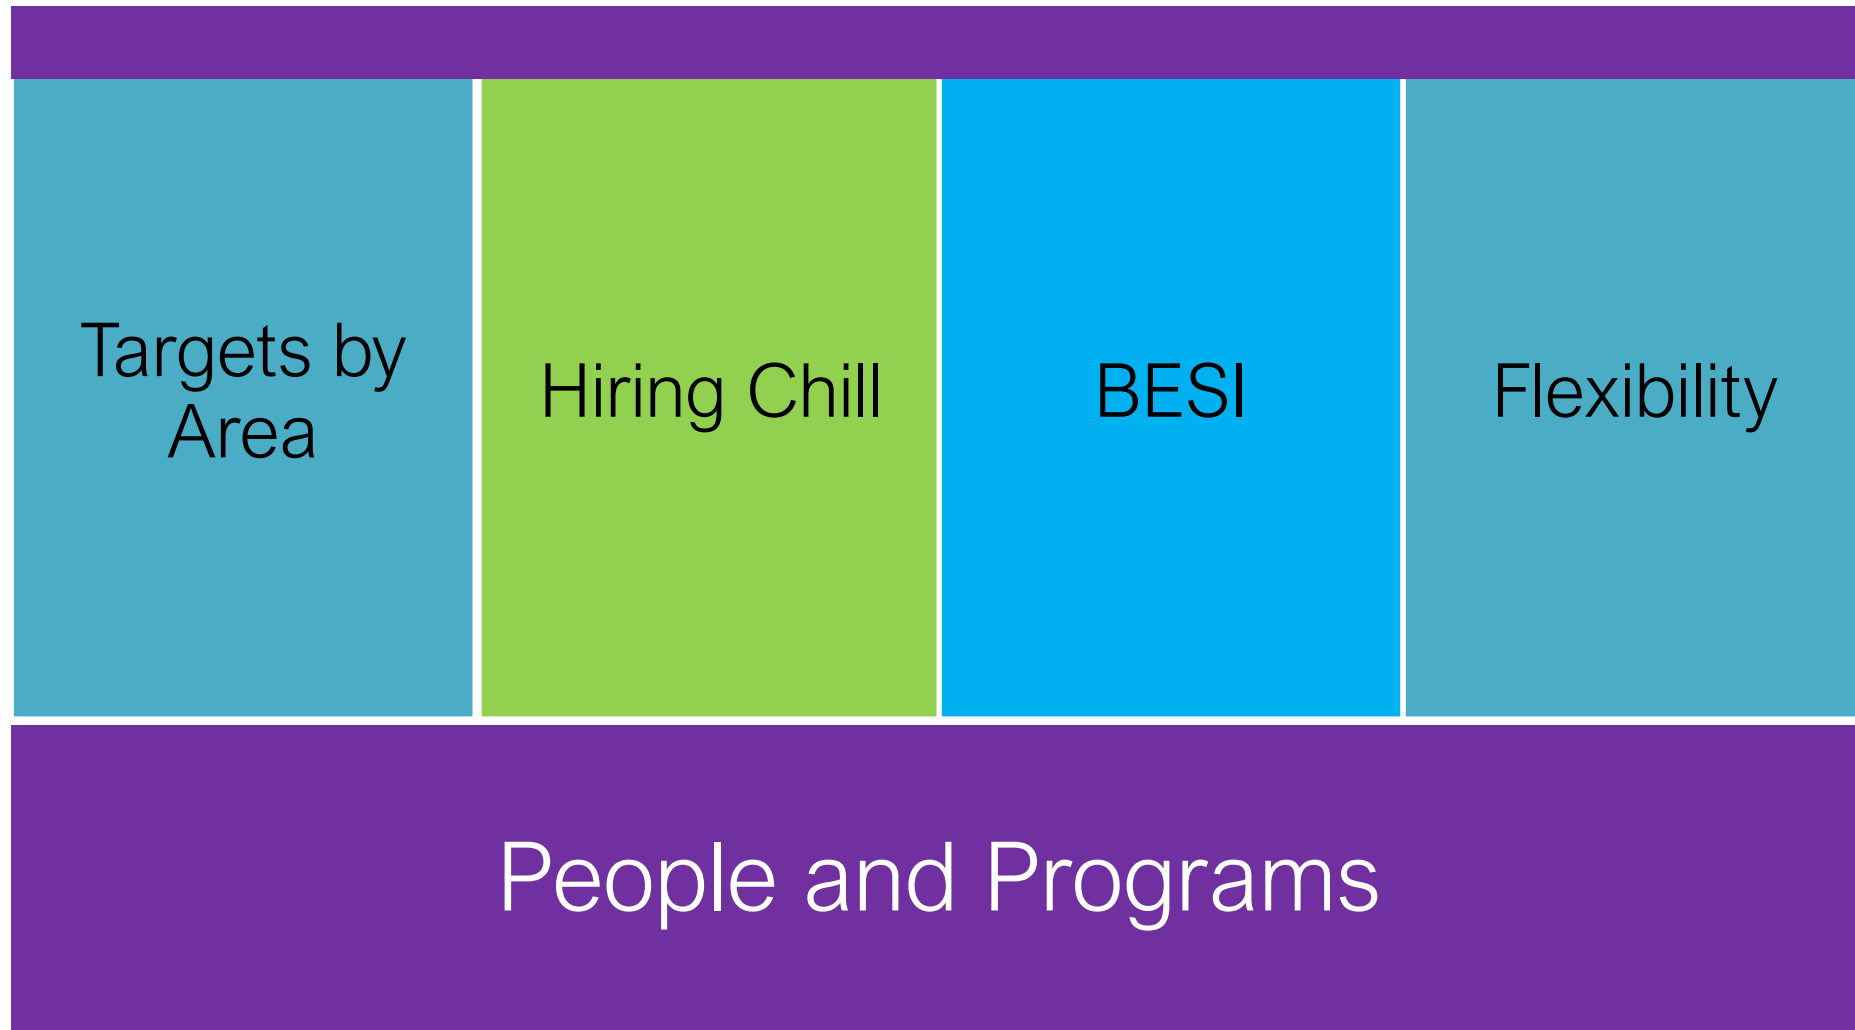 Targets by
Area
Hiring Chill
BESI
Flexibility
People and Programs